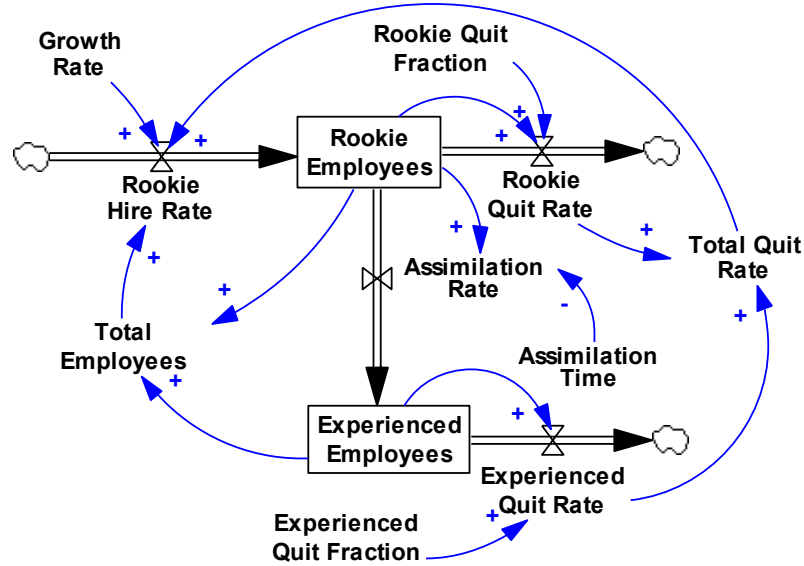 Growth
Rate
Rookie Quit
Fraction
+
+
+
+
Rookie
Employees
Rookie
Hire Rate
Rookie
Quit Rate
+
+
Total Quit
Rate
+
Assimilation
Rate
+
-
+
Total
Employees
Assimilation
Time
+
+
Experienced
Employees
Experienced
Quit Rate
+
Experienced
Quit Fraction